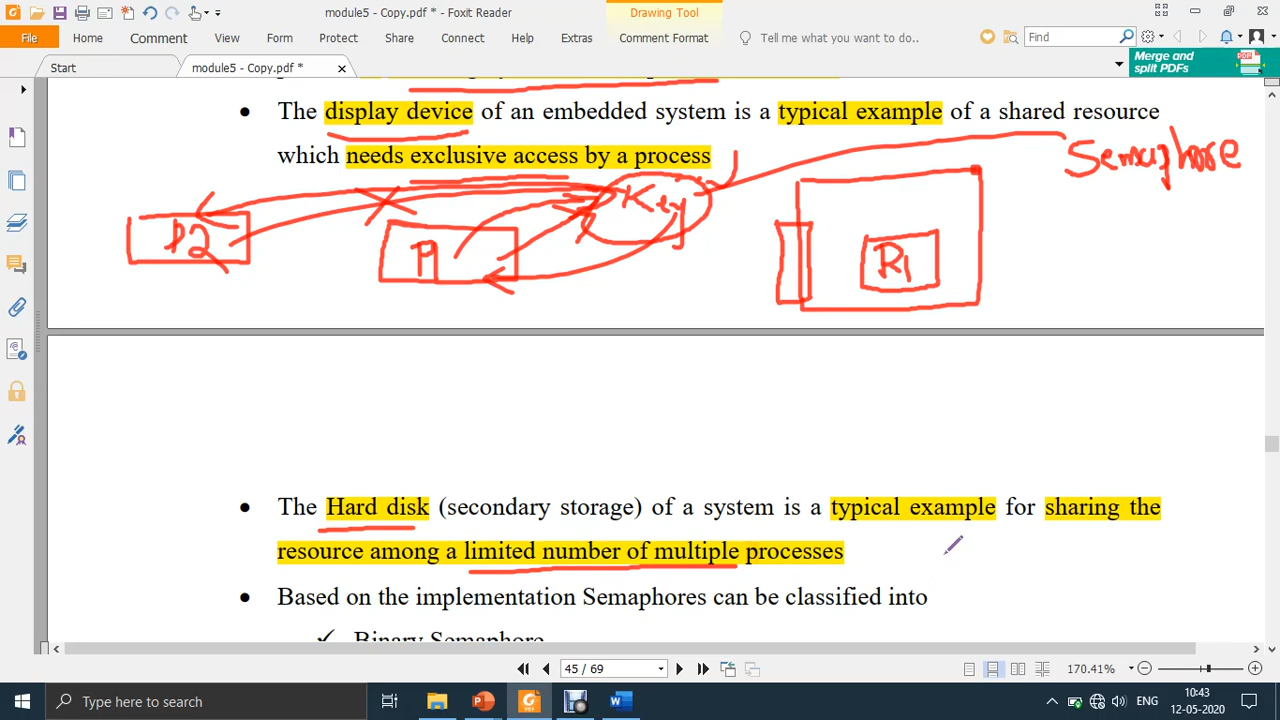 module5 - Copy.pdf * - Foxit Reader
Drawing Tool
File Home Comment View Form Protect Share Connect Help Extras Comment Format Tell me what you want to do.. Find
Start
module5 - Copy.pdf *
Merge and
split PDFs
PDF
• The display device of an embedded system is a typical example of a shared resource
which needs exclusive access by a process
Semaphore
Key
P2
P1
R1
• The Hard disk (secondary storage) of a system is a typical example for sharing the
resource among a limited number of multiple processes
• Based on the implementation Semaphores can be classified into
✓ Binary Semaphore
45 / 69
170.41%
Type here to search
ENG
10:43
12-05-2020